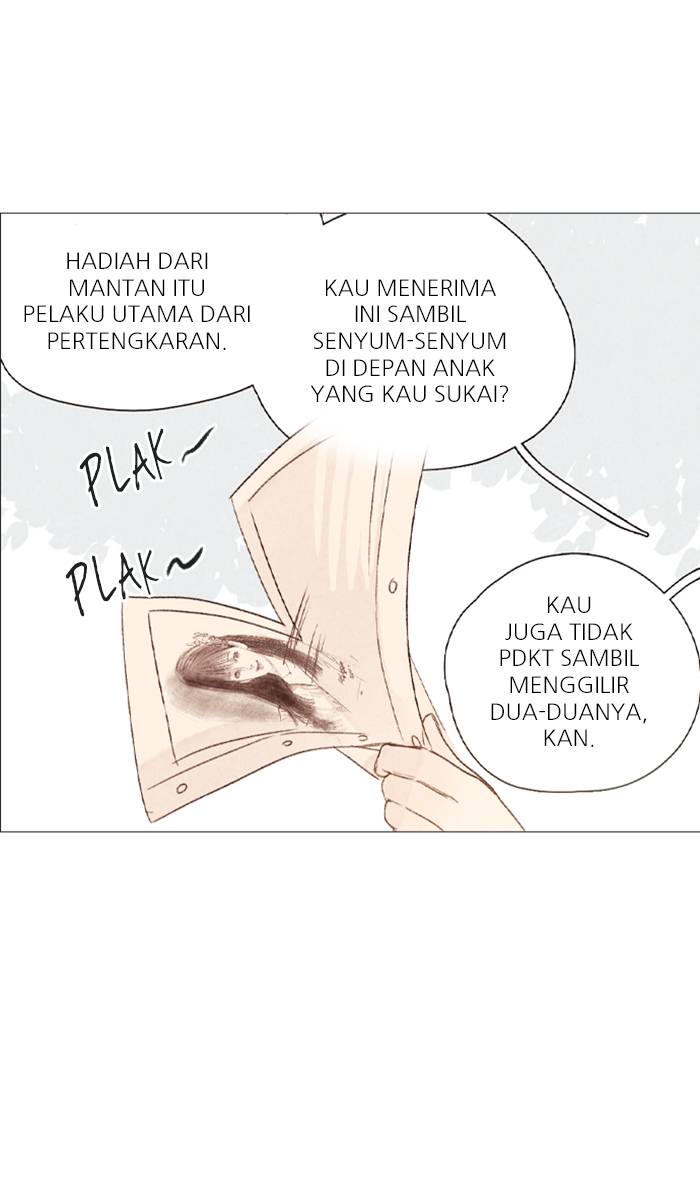 HADIAH DARI
MANTAN ITU
PELAKU UTAMA DARI
PERTENGKARAN.
KAU MENERIMA
INI SAMBIL
SENYUM-SENYUM
DI DEPAN ANAK
YANG KAU SUKAI?
PLAK~
PLAK~
KAU
JUGA TIDAK
PDKT SAMBIL
MENGGILIR
DUA-DUANYA,
KAN.